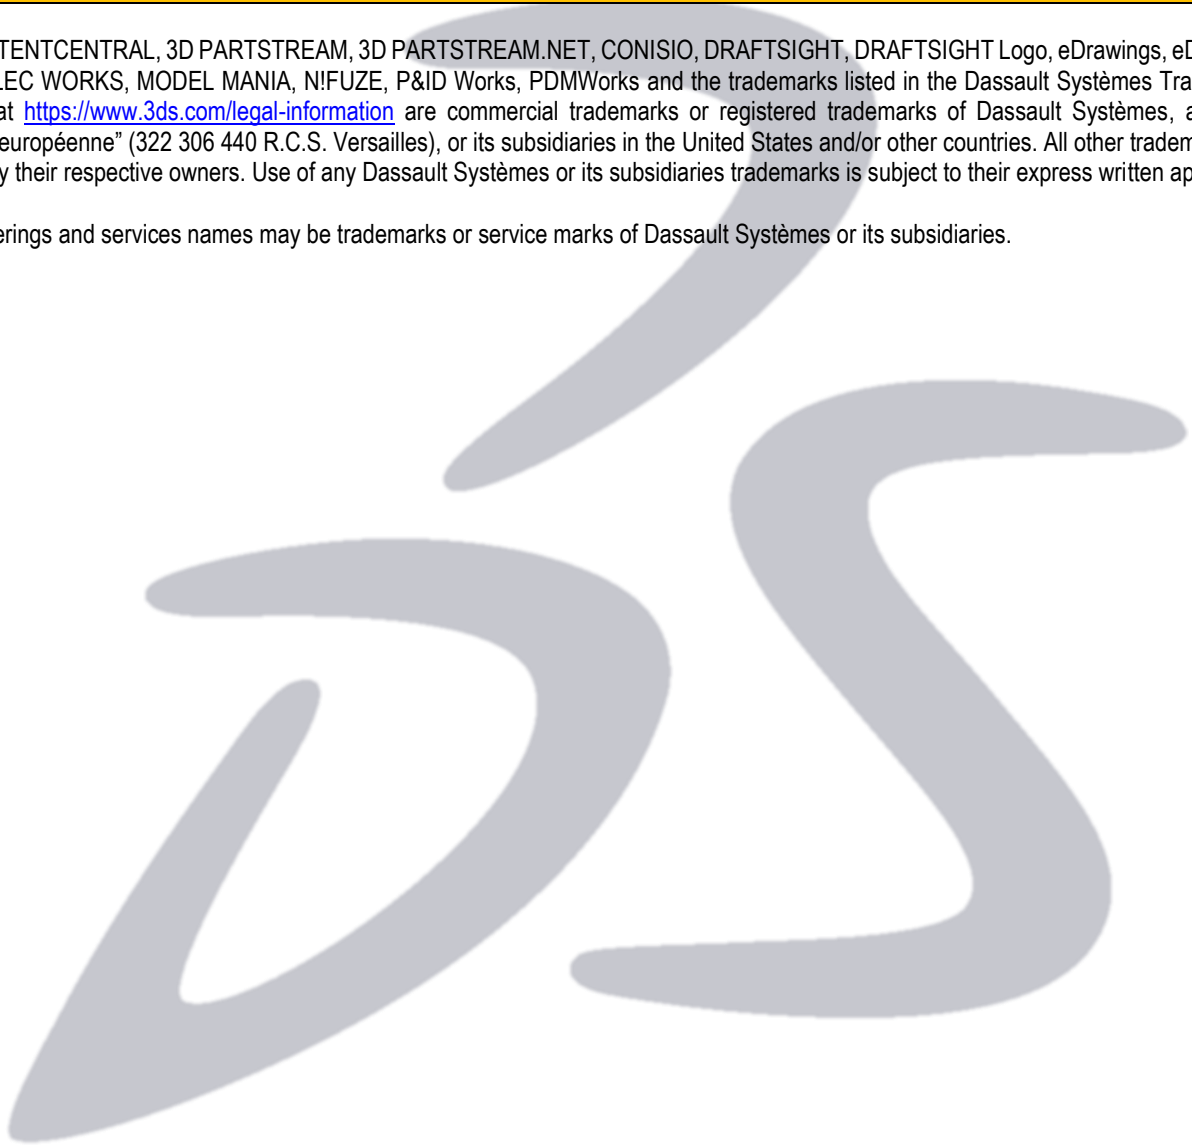 TENTCENTRAL, 3D PARTSTREAM, 3D PARTSTREAM.NET, CONISIO, DRAFTSIGHT, DRAFTSIGHT Logo, eDrawings, eD
LEC WORKS, MODEL MANIA, N!FUZE, P&ID Works, PDMWorks and the trademarks listed in the Dassault Systèmes Tra
at https://www.3ds.com/legal-information are commercial trademarks or registered trademarks of Dassault Systèmes, a
européenne” (322 306 440 R.C.S. Versailles), or its subsidiaries in the United States and/or other countries. All other tradem
y their respective owners. Use of any Dassault Systèmes or its subsidiaries trademarks is subject to their express written ap
erings and services names may be trademarks or service marks of Dassault Systèmes or its subsidiaries.